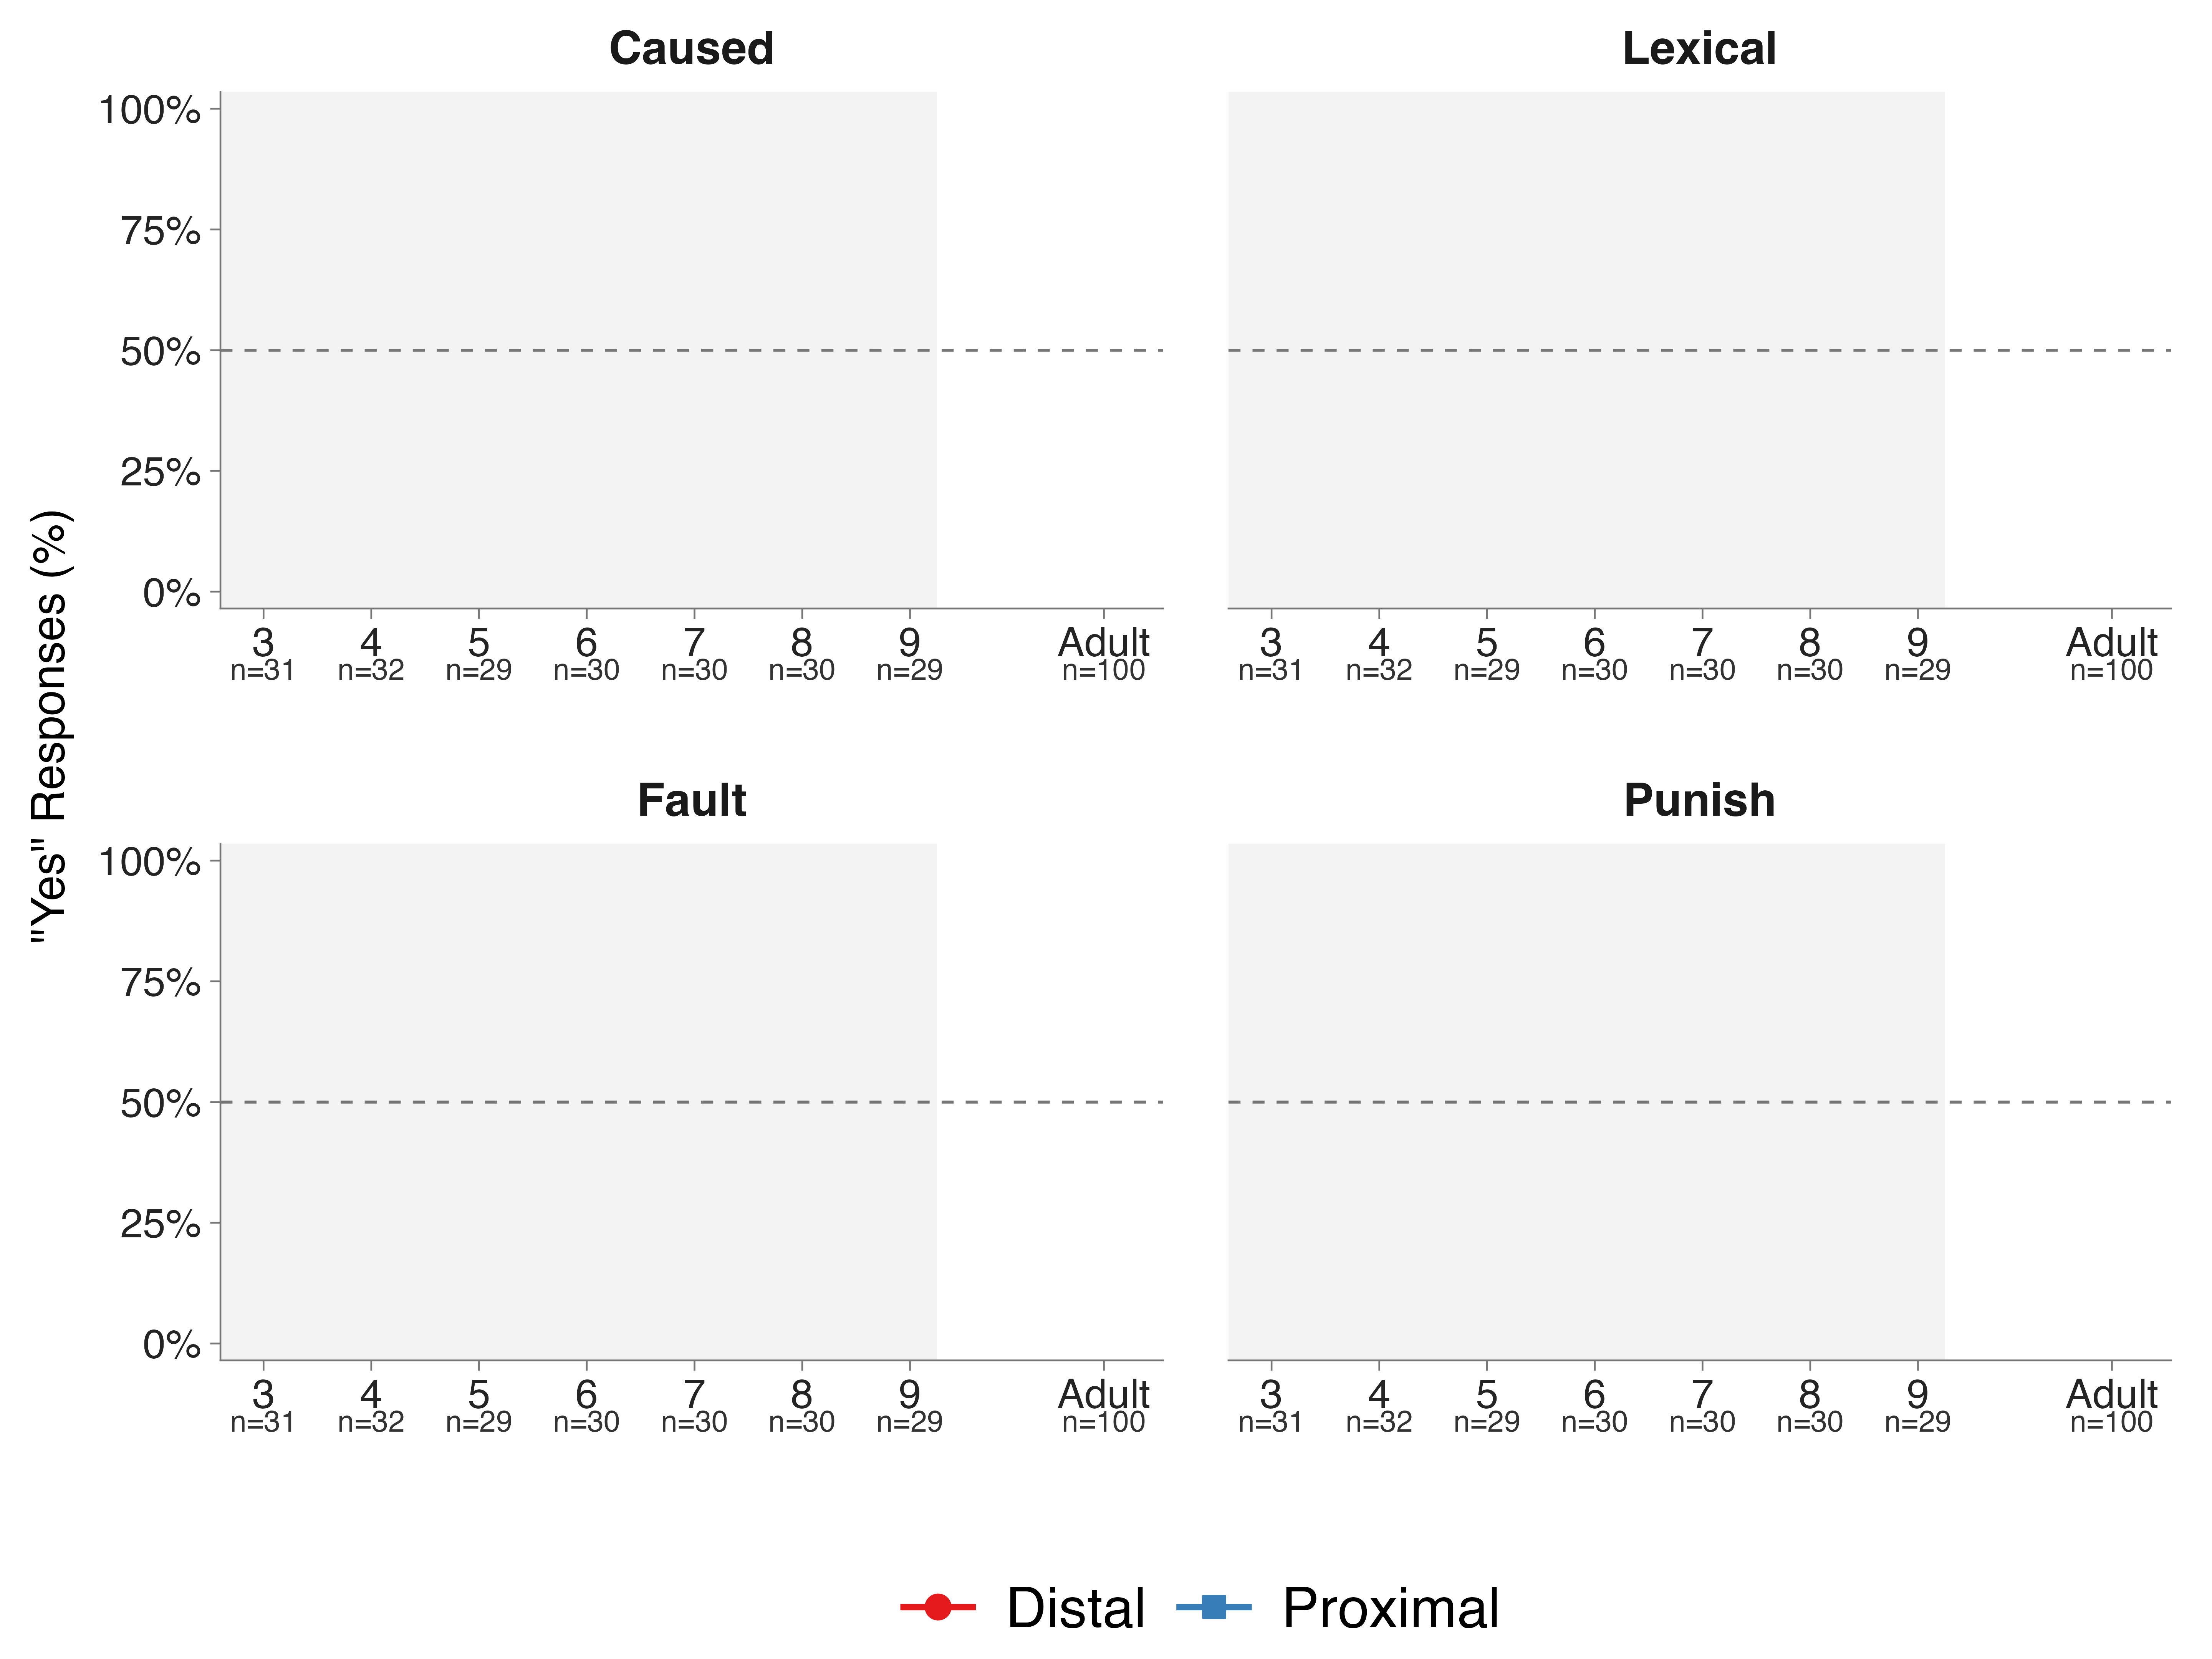 Caused
Lexical
100%
75%
50%
25%
0%
3 4 5 6 7 8 9 Adult
n=31 n=32 n=29 n=30 n=30 n=30 n=29 n=100
3 4 5 6 7 8 9 Adult
n=31 n=32 n=29 n=30 n=30 n=30 n=29 n=100
"Yes" Responses (%)
Fault
Punish
100%
75%
50%
25%
0%
3 4 5 6 7 8 9 Adult
n=31 n=32 n=29 n=30 n=30 n=30 n=29 n=100
3 4 5 6 7 8 9 Adult
n=31 n=32 n=29 n=30 n=30 n=30 n=29 n=100
Distal Proximal